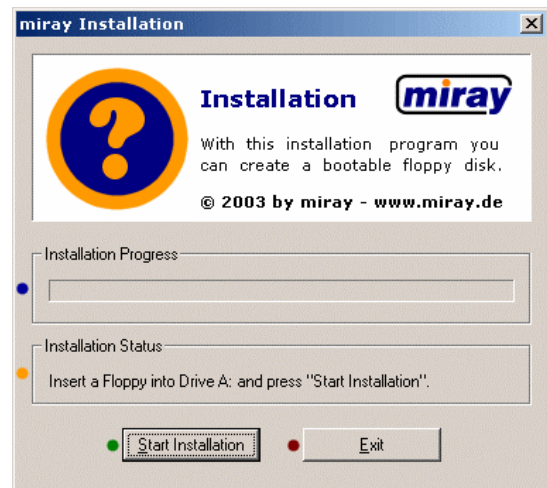 miray Installation
Installation
miray
With this installation program you
can create a bootable floppy disk.
© 2003 by miray - www.miray.de
Installation Progress
Installation Status
Insert a Floppy into Drive A: and press "Start Installation".
Start Installation
Exit